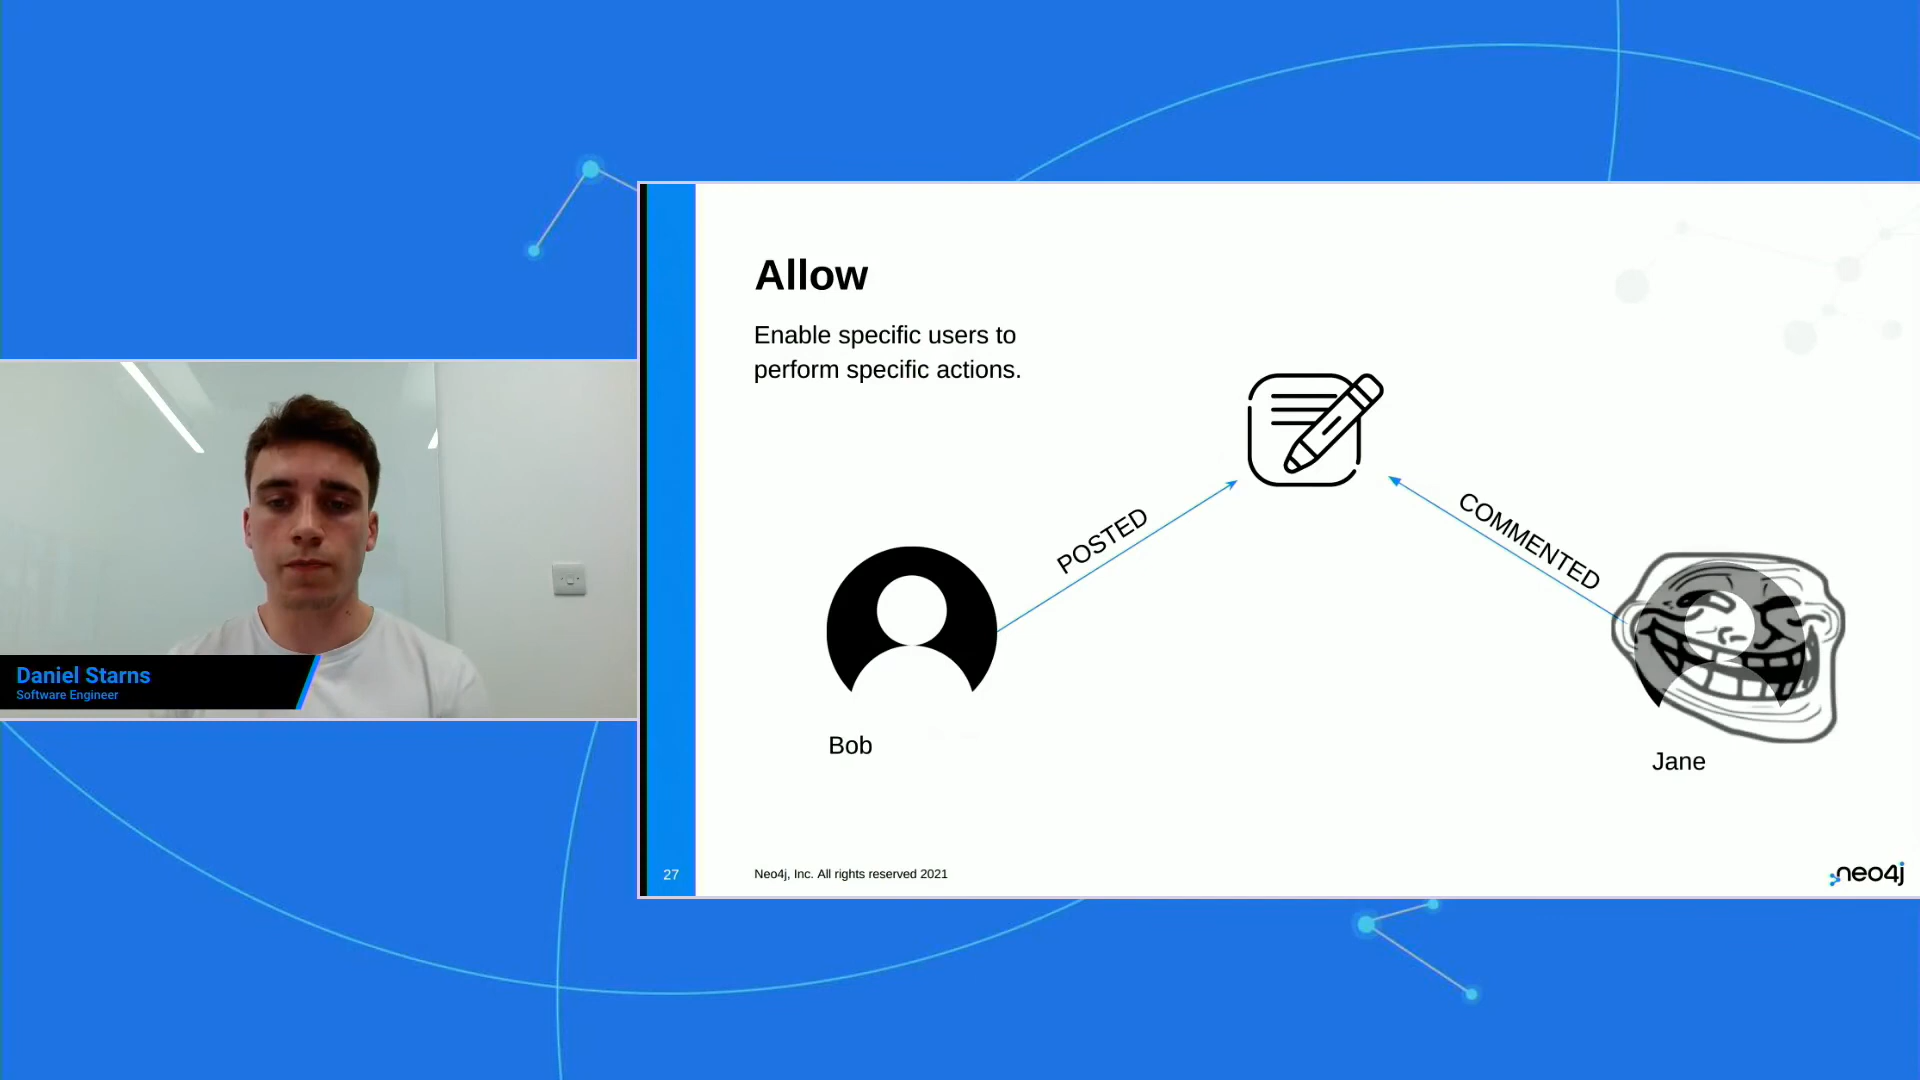 Allow
Enable specific users to
perform specific actions.
POSTED
COMMENTED
Bob
Jane
Daniel Starns
Software Engineer
27
Neo4j, Inc. All rights reserved 2021
neo4j